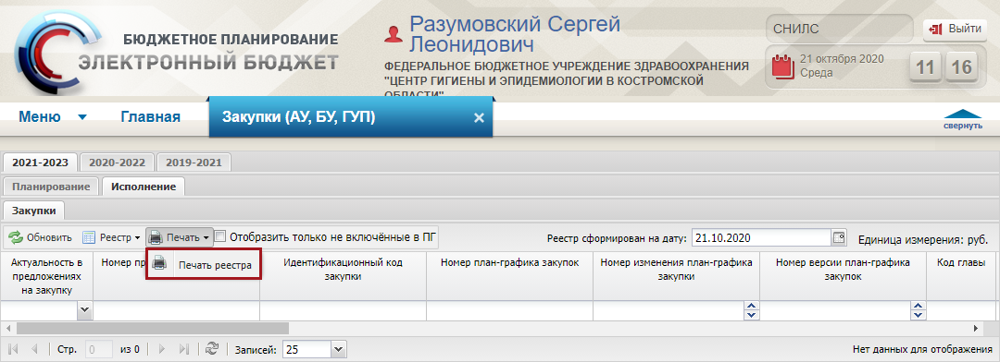 БЮДЖЕТНОЕ ПЛАНИРОВАНИЕ
ЭЛЕКТРОННЫЙ БЮДЖЕТ
Разумовский Сергей
Леонидович
ФЕДЕРАЛЬНОЕ БЮДЖЕТНОЕ УЧРЕЖДЕНИЕ ЗДРАВООХРАНЕНИЯ
"ЦЕНТР ГИГИЕНЫ И ЭПИДЕМИОЛОГИИ В КОСТРОМСКОЙ
ОБЛАСТИ"
СНИЛС
Выйти
21 октября 2020
Среда
11 16
Меню Главная Закупки (АУ, БУ, ГУП)
свернуть
2021-2023 2020-2022 2019-2021
Планирование Исполнение
Закупки
Обновить Реестр Печать Отобразить только не включённые в ПГ Реестр сформирован на дату: 21.10.2020 Единица измерения: руб.
Печать реестра
Актуальность в
предложениях
на закупку
Номер пр
Идентификационный код
закупки
Номер план-графика закупок
Номер изменения план-графика
закупки
Номер версии план-графика
закупок
Код главы
Стр. 0 из 0 Записей: 25 Нет данных для отображения